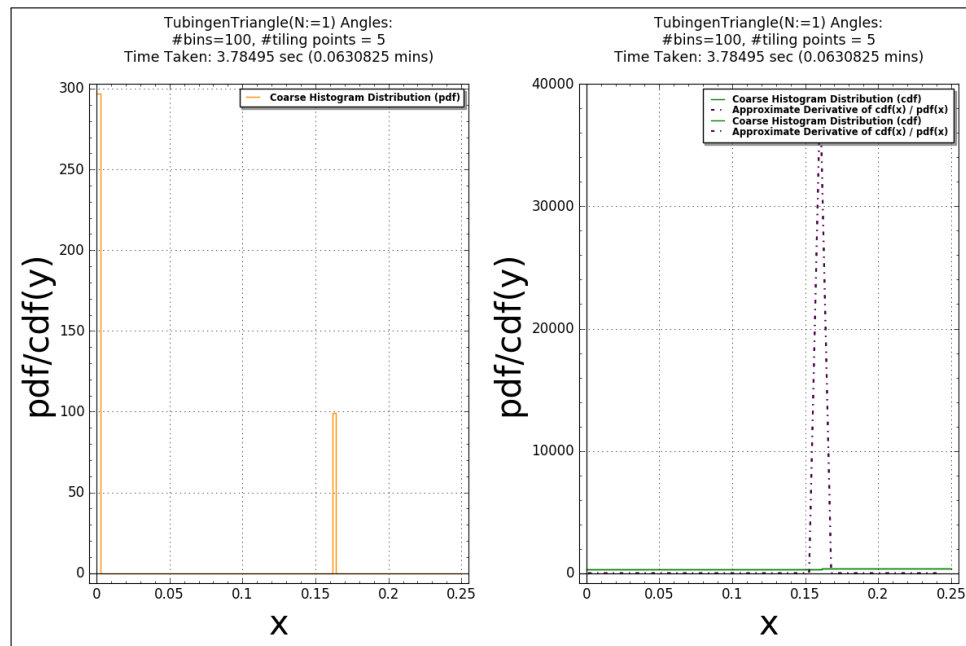 TubingenTriangle(N:=1) Angles:
#bins=100, #tiling points = 5
Time Taken: 3.78495 sec (0.0630825 mins)
300
250
200
150
100
50
0
pdf/cdf(y)
Coarse Histogram Distribution (pdf)
0 0.05 0.1 0.15 0.2 0.25
x
TubingenTriangle(N:=1) Angles:
#bins=100, #tiling points = 5
Time Taken: 3.78495 sec (0.0630825 mins)
40000
30000
20000
10000
0
pdf/cdf(y)
Coarse Histogram Distribution (cdf)
Approximate Derivative of cdf(x) / pdf(x)
Coarse Histogram Distribution (cdf)
Approximate Derivative of cdf(x) / pdf(x)
0 0.05 0.1 0.15 0.2 0.25
x